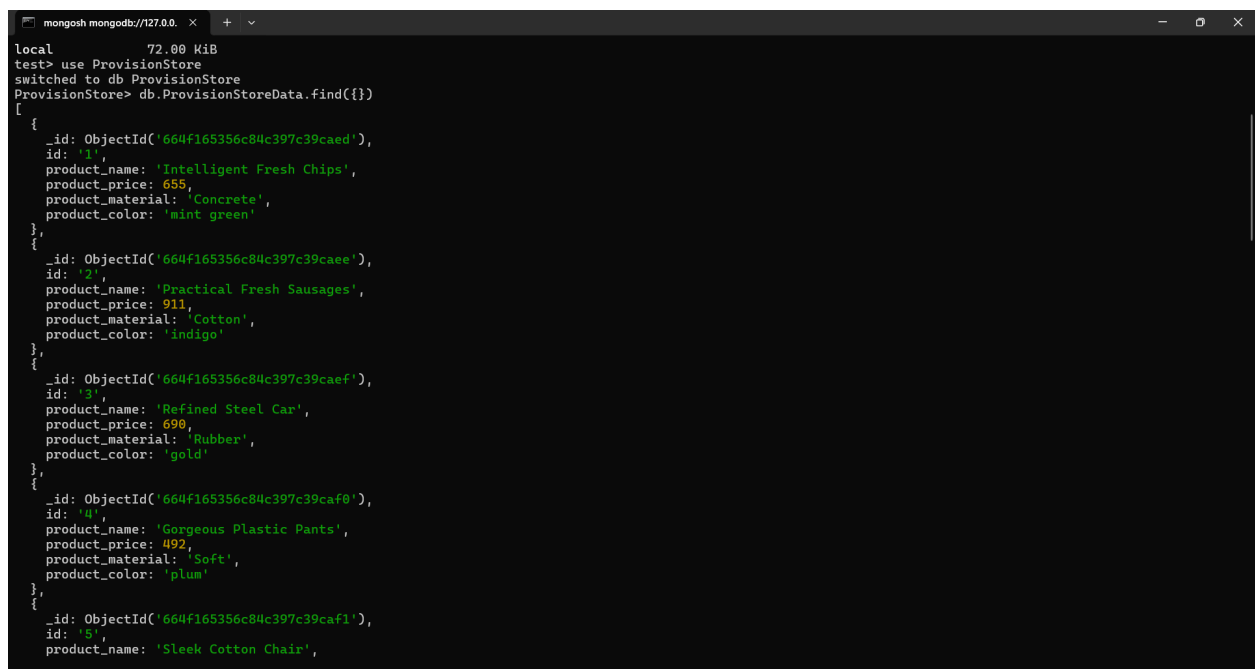 mongosh mongodb://127.0.0.
local 72.00 KiB
test> use ProvisionStore
switched to db ProvisionStore
ProvisionStore> db.ProvisionStoreData.find({})
[
  {
    _id: ObjectId('664f165356c84c397c39caed'),
    id: '1',
    product_name: 'Intelligent Fresh Chips',
    product_price: 655,
    product_material: 'Concrete',
    product_color: 'mint green'
  },
  {
    _id: ObjectId('664f165356c84c397c39caee'),
    id: '2',
    product_name: 'Practical Fresh Sausages',
    product_price: 911,
    product_material: 'Cotton',
    product_color: 'indigo'
  },
  {
    _id: ObjectId('664f165356c84c397c39caef'),
    id: '3',
    product_name: 'Refined Steel Car',
    product_price: 690,
    product_material: 'Rubber',
    product_color: 'gold'
  },
  {
    _id: ObjectId('664f165356c84c397c39caf0'),
    id: '4',
    product_name: 'Gorgeous Plastic Pants',
    product_price: 492,
    product_material: 'Soft',
    product_color: 'plum'
  },
  {
    _id: ObjectId('664f165356c84c397c39caf1'),
    id: '5',
    product_name: 'Sleek Cotton Chair',